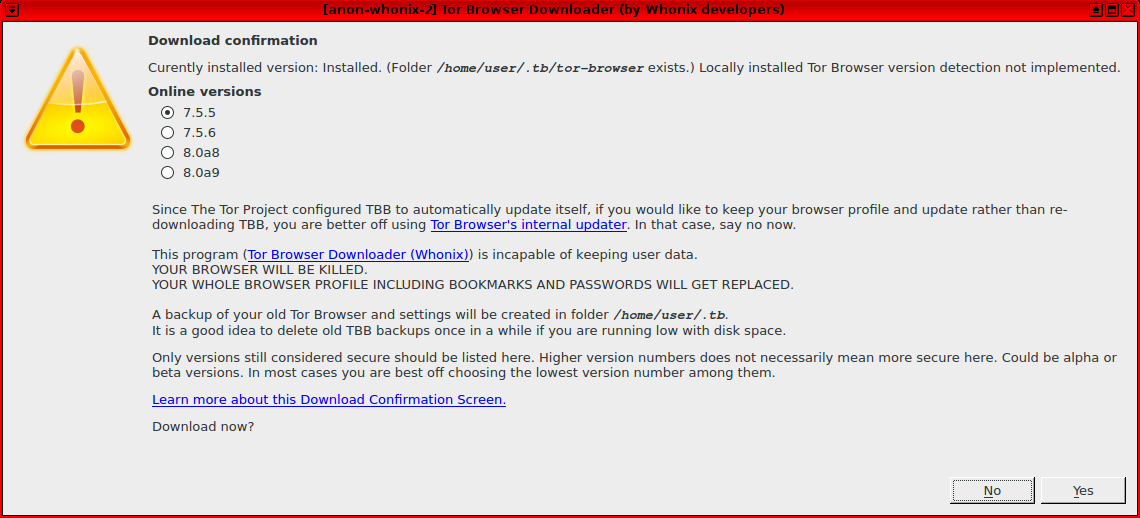 [anon-whonix-2] Tor Browser Downloader (by Whonix developers)
Download confirmation
Curently installed version: Installed. (Folder /home/user/.tb/tor-browser exists.) Locally installed Tor Browser version detection not implemented.
Online versions
7.5.5
7.5.6
8.0a8
8.0a9
Since The Tor Project configured TBB to automatically update itself, if you would like to keep your browser profile and update rather than re-
downloading TBB, you are better off using Tor Browser's internal updater. In that case, say no now.
This program (Tor Browser Downloader (Whonix)) is incapable of keeping user data.
YOUR BROWSER WILL BE KILLED.
YOUR WHOLE BROWSER PROFILE INCLUDING BOOKMARKS AND PASSWORDS WILL GET REPLACED.
A backup of your old Tor Browser and settings will be created in folder /home/user/.tb.
It is a good idea to delete old TBB backups once in a while if you are running low with disk space.
Only versions still considered secure should be listed here. Higher version numbers does not necessarily mean more secure here. Could be alpha or
beta versions. In most cases you are best off choosing the lowest version number among them.
Learn more about this Download Confirmation Screen.
Download now?
No
Yes